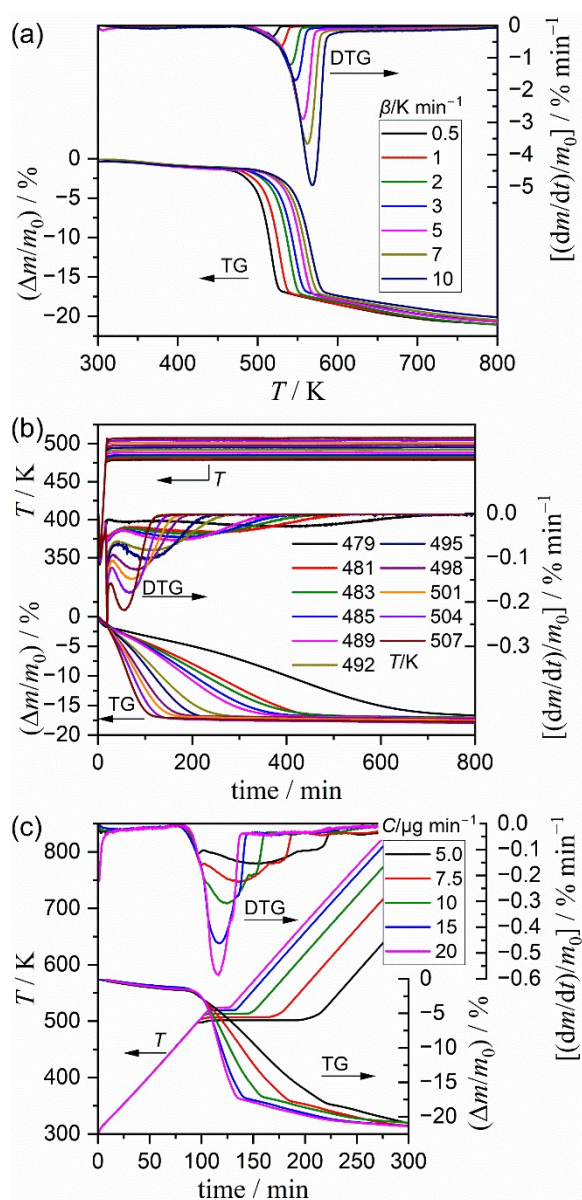 (a)
0
−1
−2
−3
−4
−5
[(dm/dt)/m₀] / % min⁻¹
DTG
β/K min⁻¹
0.5
1
2
3
5
7
10
0
−5
−10
−15
−20
(Δm/m₀) / %
TG
300 400 500 600 700 800
T / K
(b)
500
475
450
425
400
375
350
T / K
T
0.0
−0.1
−0.2
−0.3
[(dm/dt)/m₀] / % min⁻¹
DTG
479 495
481 498
483 501
485 504
489 507
492 T/K
0
−5
−10
−15
−20
(Δm/m₀) / %
TG
0 200 400 600 800
time / min
(c)
C/μg min⁻¹
5.0
7.5
10
15
20
0.0
−0.1
−0.2
−0.3
−0.4
−0.5
−0.6
[(dm/dt)/m₀] / % min⁻¹
DTG
800
700
600
500
400
300
T / K
T
0
−5
−10
−15
−20
(Δm/m₀) / %
TG
0 50 100 150 200 250 300
time / min